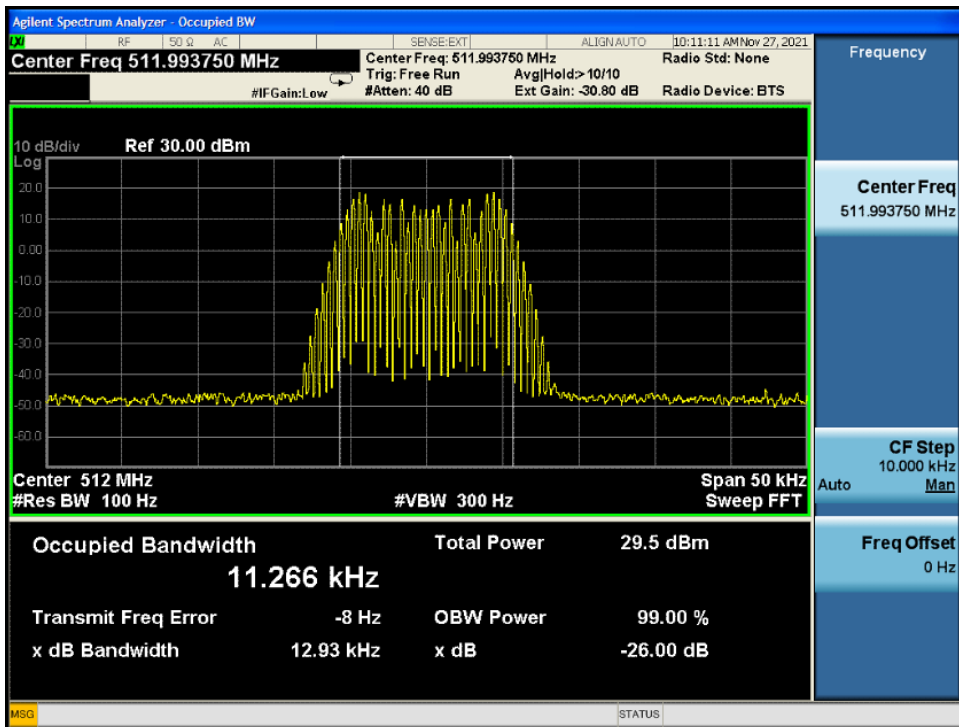 Agilent Spectrum Analyzer - Occupied BW
LXI RF 50 Ω AC SENSE:EXT ALIGN AUTO 10:11:11 AM Nov 27, 2021
Center Freq 511.993750 MHz
Center Freq: 511.993750 MHz Radio Std: None
Trig: Free Run Avg|Hold:> 10/10
#IFGain:Low #Atten: 40 dB Ext Gain: -30.80 dB Radio Device: BTS
10 dB/div Ref 30.00 dBm
Log
20.0
10.0
0.00
-10.0
-20.0
-30.0
-40.0
-50.0
-60.0
Center 512 MHz Span 50 kHz
#Res BW 100 Hz #VBW 300 Hz Sweep FFT
Occupied Bandwidth Total Power 29.5 dBm
11.266 kHz
Transmit Freq Error -8 Hz OBW Power 99.00 %
x dB Bandwidth 12.93 kHz x dB -26.00 dB
MSG STATUS
Frequency
Center Freq
511.993750 MHz
CF Step
10.000 kHz
Auto Man
Freq Offset
0 Hz